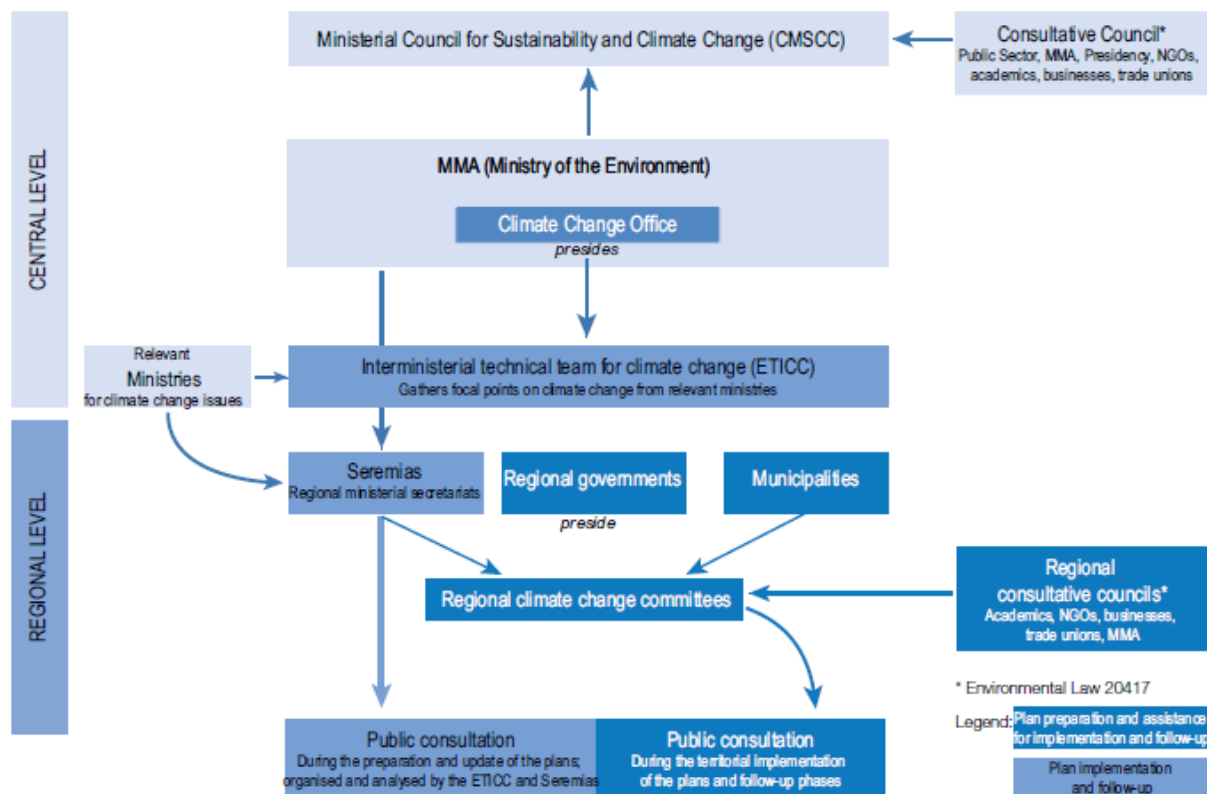 Ministerial Council for Sustainability and Climate Change (CMSCC)
Consultative Council*
Public Sector, MMA, Presidency, NGOs,
academics, businesses, trade unions
CENTRAL LEVEL
MMA (Ministry of the Environment)
Climate Change Office
presides
Relevant
Ministries
for climate change issues
Interministerial technical team for climate change (ETICC)
Gathers focal points on climate change from relevant ministries
REGIONAL LEVEL
Seremias
Regional ministerial secretariats
Regional governments
preside
Municipalities
Regional climate change committees
Regional
consultative councils*
Academics, NGOs, businesses,
trade unions, MMA
* Environmental Law 20417
Legend:
Plan preparation and assistance
for implementation and follow-up
Plan implementation
and follow-up
Public consultation
During the preparation and update of the plans;
organised and analysed by the ETICC and Seremias
Public consultation
During the territorial implementation
of the plans and follow-up phases